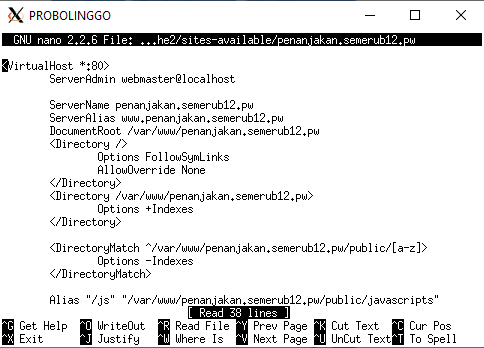 PROBOLINGGO
GNU nano 2.2.6 File: ...he2/sites-available/penanjakan.semerub12.pw
<VirtualHost *:80>
ServerAdmin webmaster@localhost
ServerName penanjakan.semerub12.pw
ServerAlias www.penanjakan.semerub12.pw
DocumentRoot /var/www/penanjakan.semerub12.pw
<Directory />
Options FollowSymLinks
AllowOverride None
</Directory>
<Directory /var/www/penanjakan.semerub12.pw>
Options +Indexes
</Directory>
<DirectoryMatch ^/var/www/penanjakan.semerub12.pw/public/[a-z]>
Options -Indexes
</DirectoryMatch>
Alias "/js" "/var/www/penanjakan.semerub12.pw/public/javascripts"
[ Read 38 lines ]
^G Get Help ^O WriteOut ^R Read File ^Y Prev Page ^K Cut Text ^C Cur Pos
^X Exit ^J Justify ^W Where Is ^V Next Page ^U UnCut Text ^T To Spell